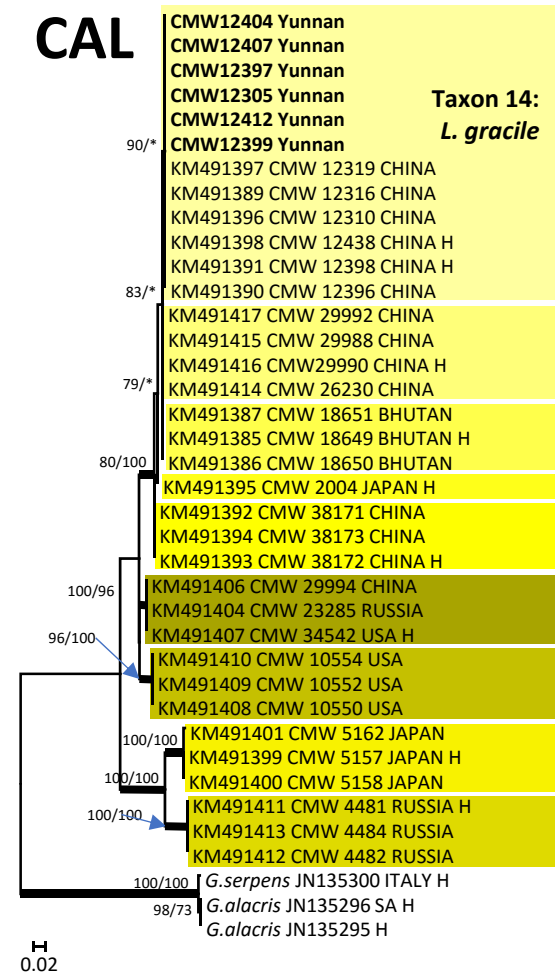 CAL
CMW12404 Yunnan
CMW12407 Yunnan
CMW12397 Yunnan
CMW12305 Yunnan
CMW12412 Yunnan
CMW12399 Yunnan
Taxon 14:
L. gracile
90/*
KM491397 CMW 12319 CHINA
KM491389 CMW 12316 CHINA
KM491396 CMW 12310 CHINA
KM491398 CMW 12438 CHINA H
KM491391 CMW 12398 CHINA H
KM491390 CMW 12396 CHINA
83/*
KM491417 CMW 29992 CHINA
KM491415 CMW 29988 CHINA
KM491416 CMW29990 CHINA H
KM491414 CMW 26230 CHINA
79/*
KM491387 CMW 18651 BHUTAN
KM491385 CMW 18649 BHUTAN H
KM491386 CMW 18650 BHUTAN
80/100
KM491395 CMW 2004 JAPAN H
KM491392 CMW 38171 CHINA
KM491394 CMW 38173 CHINA
KM491393 CMW 38172 CHINA H
100/96
KM491406 CMW 29994 CHINA
KM491404 CMW 23285 RUSSIA
KM491407 CMW 34542 USA H
96/100
KM491410 CMW 10554 USA
KM491409 CMW 10552 USA
KM491408 CMW 10550 USA
100/100
KM491401 CMW 5162 JAPAN
KM491399 CMW 5157 JAPAN H
KM491400 CMW 5158 JAPAN
100/100
100/100
KM491411 CMW 4481 RUSSIA H
KM491413 CMW 4484 RUSSIA
KM491412 CMW 4482 RUSSIA
100/100
G.serpens JN135300 ITALY H
98/73
G.alacris JN135296 SA H
G.alacris JN135295 H
0.02